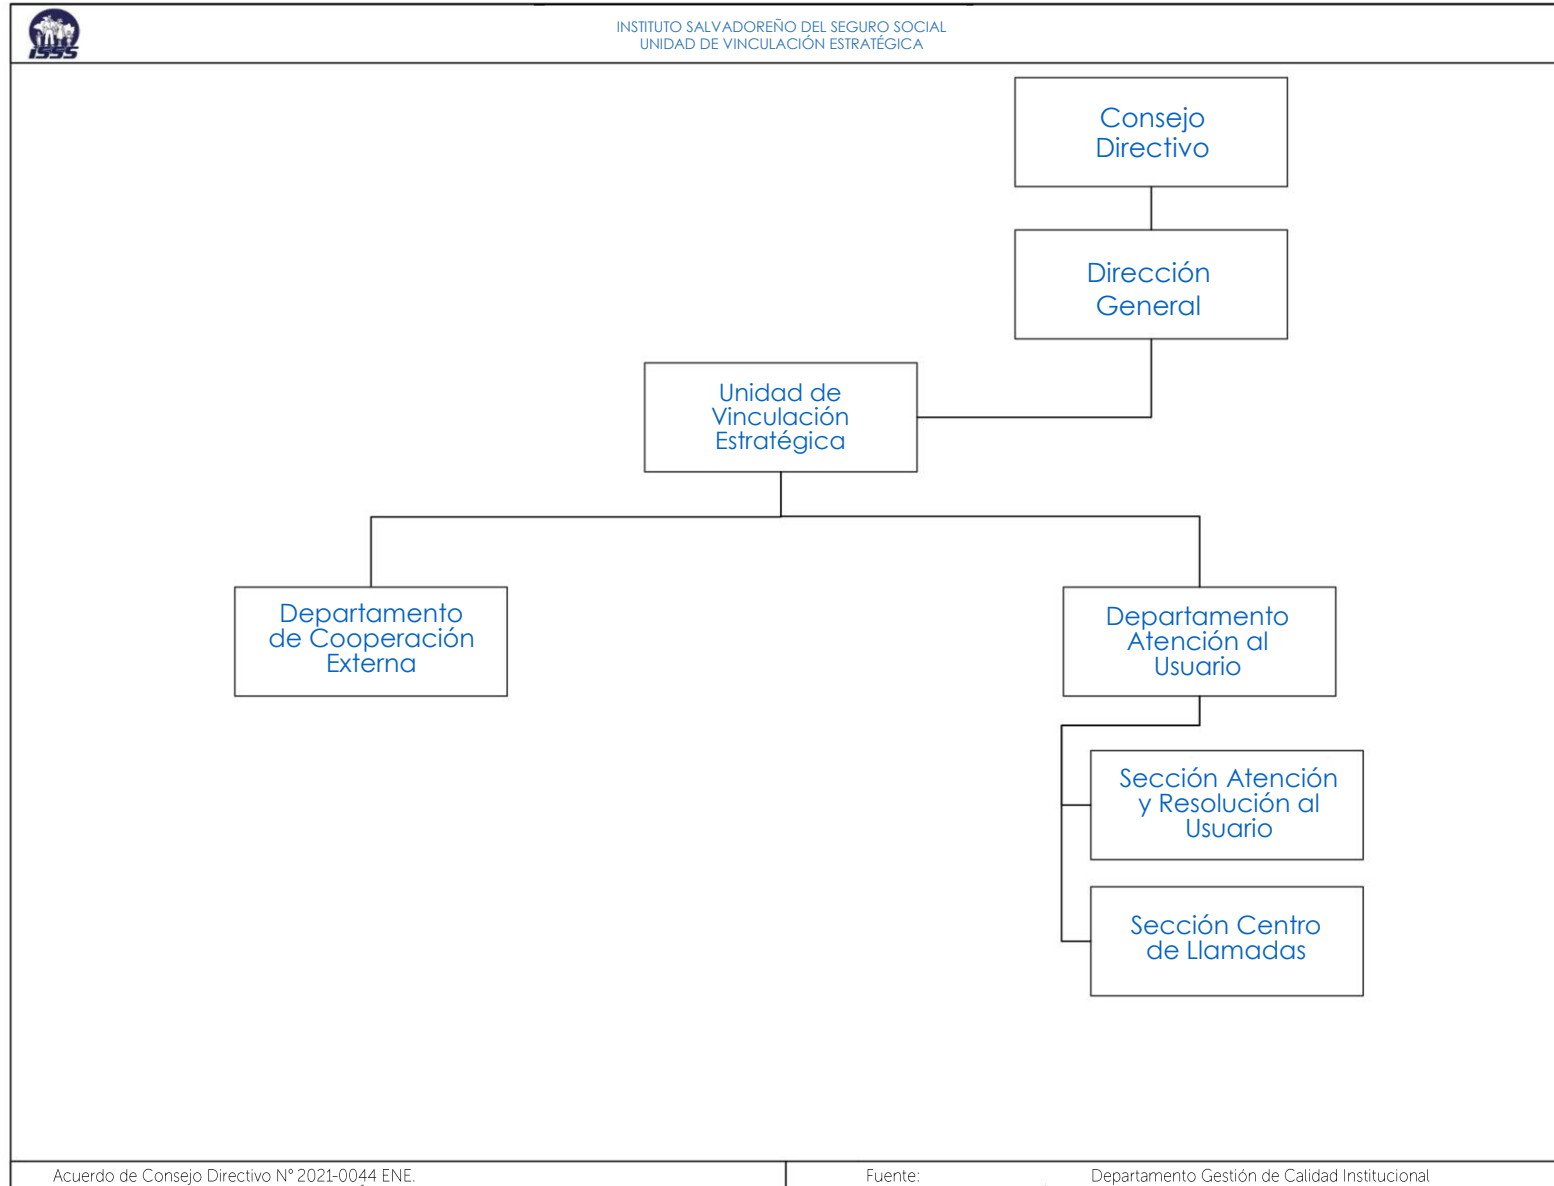 ISSS
INSTITUTO SALVADOREÑO DEL SEGURO SOCIAL
UNIDAD DE VINCULACIÓN ESTRATÉGICA
Consejo
Directivo
Dirección
General
Unidad de
Vinculación
Estratégica
Departamento
de Cooperación
Externa
Departamento
Atención al
Usuario
Sección Atención
y Resolución al
Usuario
Sección Centro
de Llamadas
Acuerdo de Consejo Directivo N° 2021-0044 ENE.
Fuente:
Departamento Gestión de Calidad Institucional